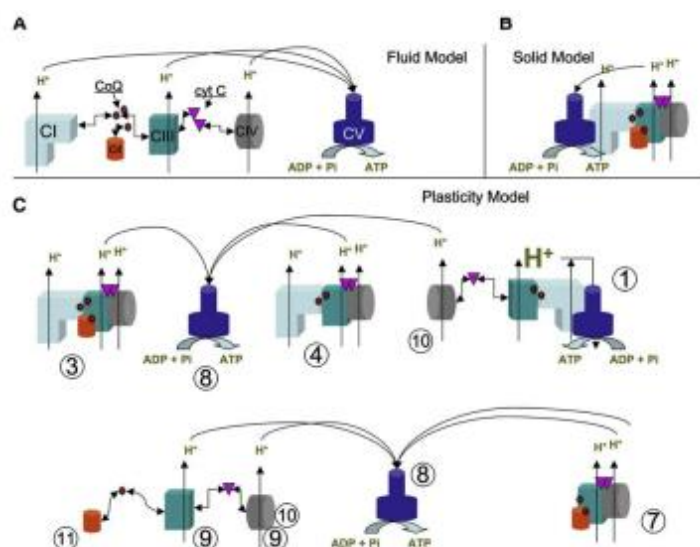 A
Fluid Model
B
Solid Model
H⁺ H⁺ H⁺
CoQ
cyt C
CI CIII CIV CV
ADP + Pi ATP
H⁺ H⁺
ADP + Pi ATP
C
Plasticity Model
H⁺ H⁺ H⁺
H⁺ H⁺ H⁺
H⁺
H⁺
1
3
ADP + Pi ATP
8
4
10
ATP ADP + Pi
H⁺ H⁺
8
H⁺ H⁺
11
9
10
9
ADP + Pi ATP
7